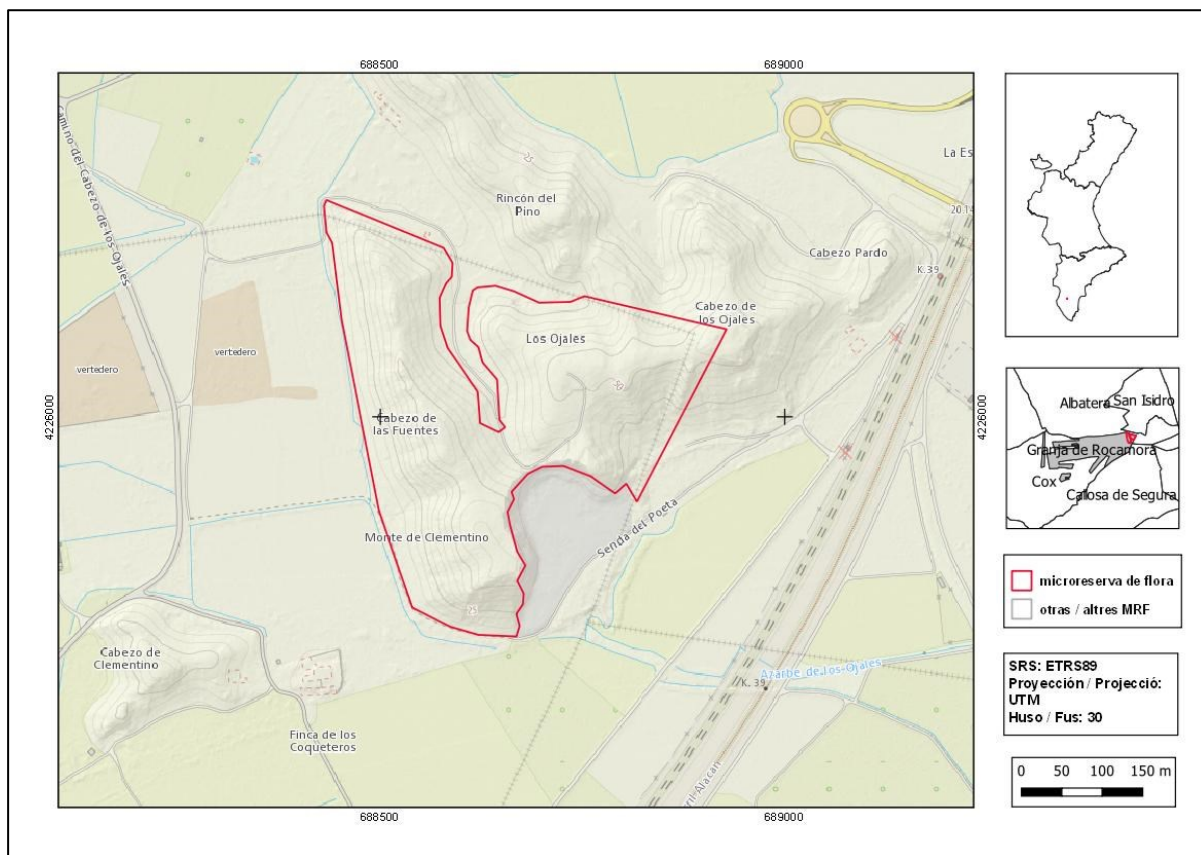 688500
689000
4226000
4226000
688500
689000
Camino del Cabezo de los Ojales
Rincón del
Pino
25
La Es
Cabezo Pardo
K. 39
Cabezo de
los Ojales
Los Ojales
50
vertedero
vertedero
Cabezo de
las Fuentes
Monte de Clementino
25
Senda del Poeta
Cabezo de
Clementino
Finca de los
Coqueteros
Azarbe de los Ojales
K. 39
Albatera
San Isidro
Granja de Rocamora
Cox
Callosa de Segura
microreserva de flora
otras / altres MRF
SRS: ETRS89
Proyección / Projecció:
UTM
Huso / Fus: 30
0 50 100 150 m